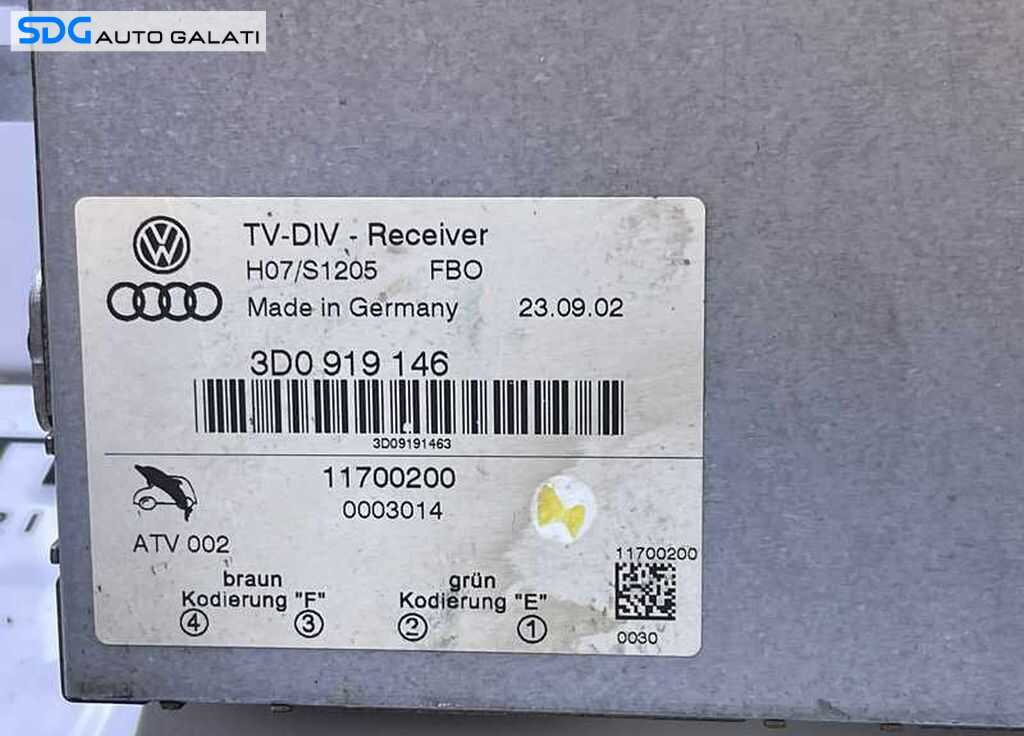 SDG AUTO GALATI
TV-DIV - Receiver
H07/S1205 FBO
Made in Germany 23.09.02
3D0 919 146
3D09191463
11700200
0003014
ATV 002
11700200
braun grün
Kodierung "F" Kodierung "E"
4 3 2 1
0030